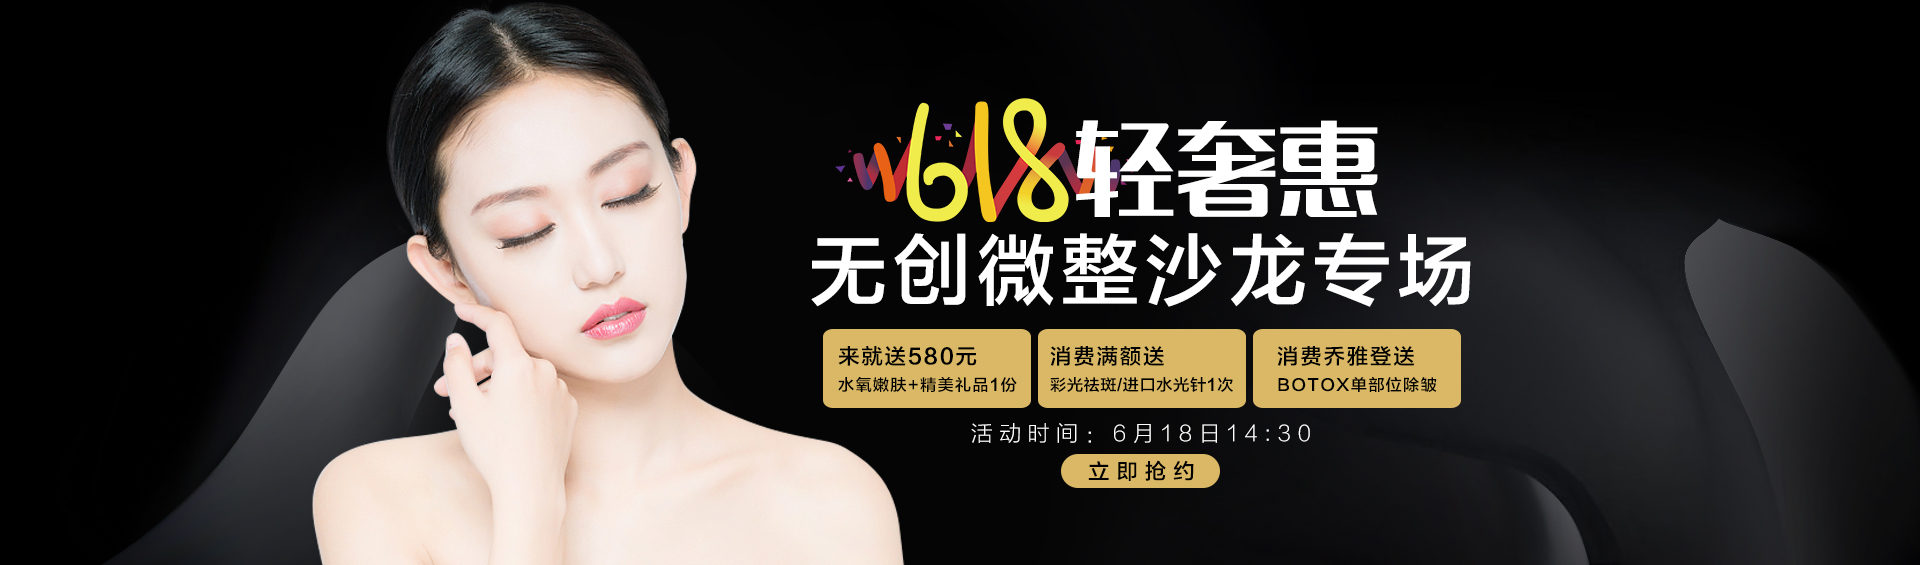 618轻奢惠
无创微整沙龙专场
来就送580元
水氧嫩肤+精美礼品1份
消费满额送
彩光祛斑/进口水光针1次
消费乔雅登送
BOTOX单部位除皱
活动时间：6月18日14:30
立即抢约